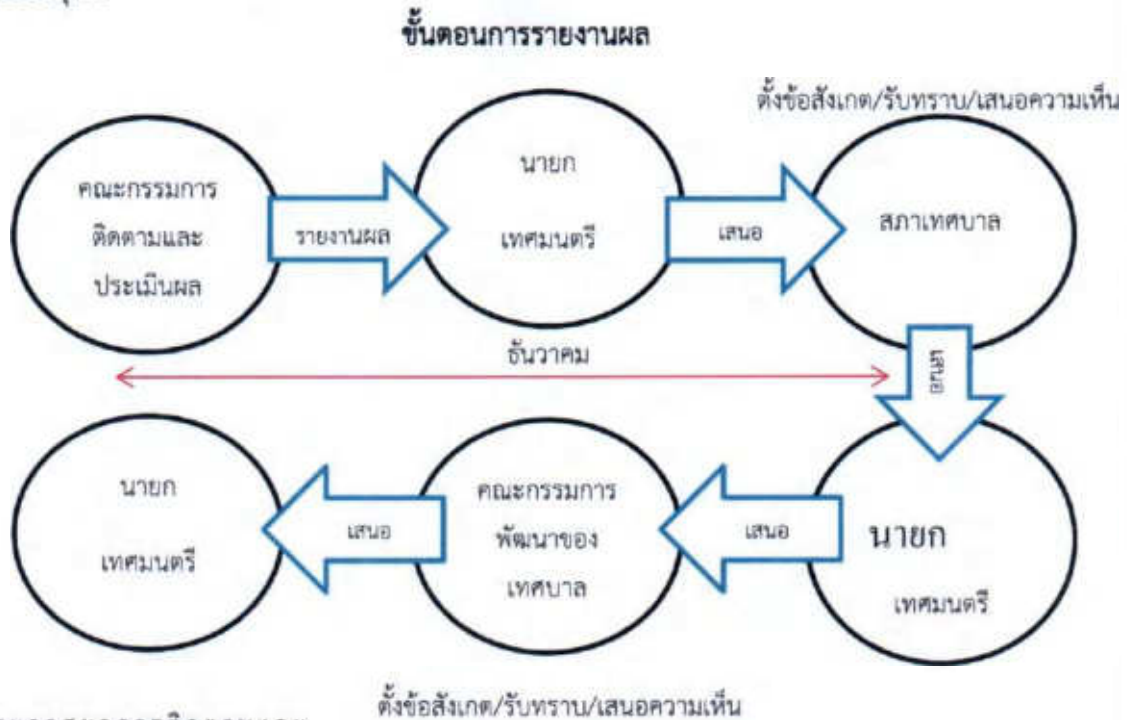 ขั้นตอนการรายงานผล
ตั้งข้อสังเกต/รับทราบ/เสนอความเห็น
คณะกรรมการ
ติดตามและ
ประเมินผล
รายงานผล
นายก
เทศมนตรี
เสนอ
สภาเทศบาล
ธันวาคม
เสนอ
นายก
เทศมนตรี
เสนอ
คณะกรรมการ
พัฒนาของ
เทศบาล
เสนอ
นายก
เทศมนตรี
ตั้งข้อสังเกต/รับทราบ/เสนอความเห็น